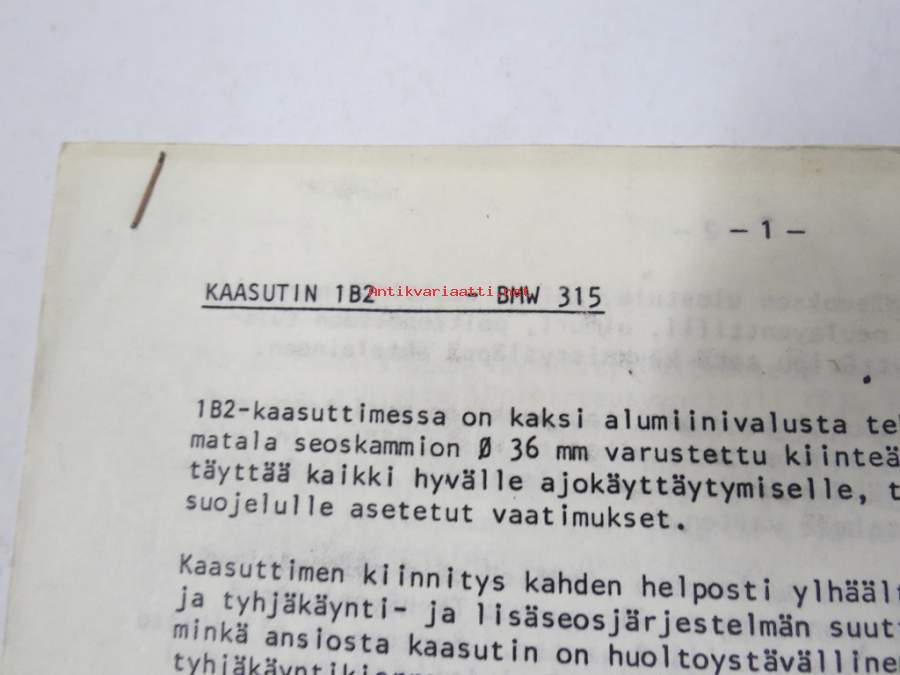 — 1 —
KAASUTIN 1B2 - BMW 315
Antikvariaatti.net
1B2-kaasuttimessa on kaksi alumiinivalusta te
matala seoskammion Ø 36 mm varustettu kiinteä
täyttää kaikki hyvälle ajokäyttäytymiselle, t
suojelulle asetetut vaatimukset.
Kaasuttimen kiinnitys kahden helposti ylhäält
ja tyhjäkäynti- ja lisäseosjärjestelmän suut
minkä ansiosta kaasutin on huoltoystävälline